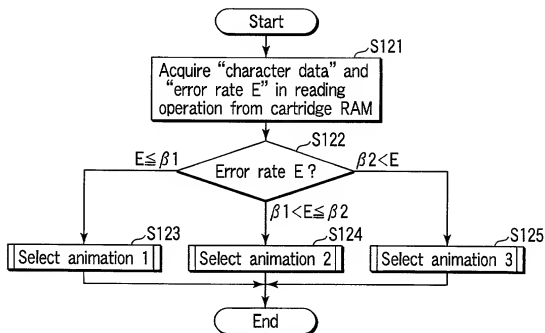 Start
S121
Acquire “character data” and
“error rate E” in reading
operation from cartridge RAM
S122
E≦β1
Error rate E?
β2<E
β1<E≦β2
S123
Select animation 1
S124
Select animation 2
S125
Select animation 3
End